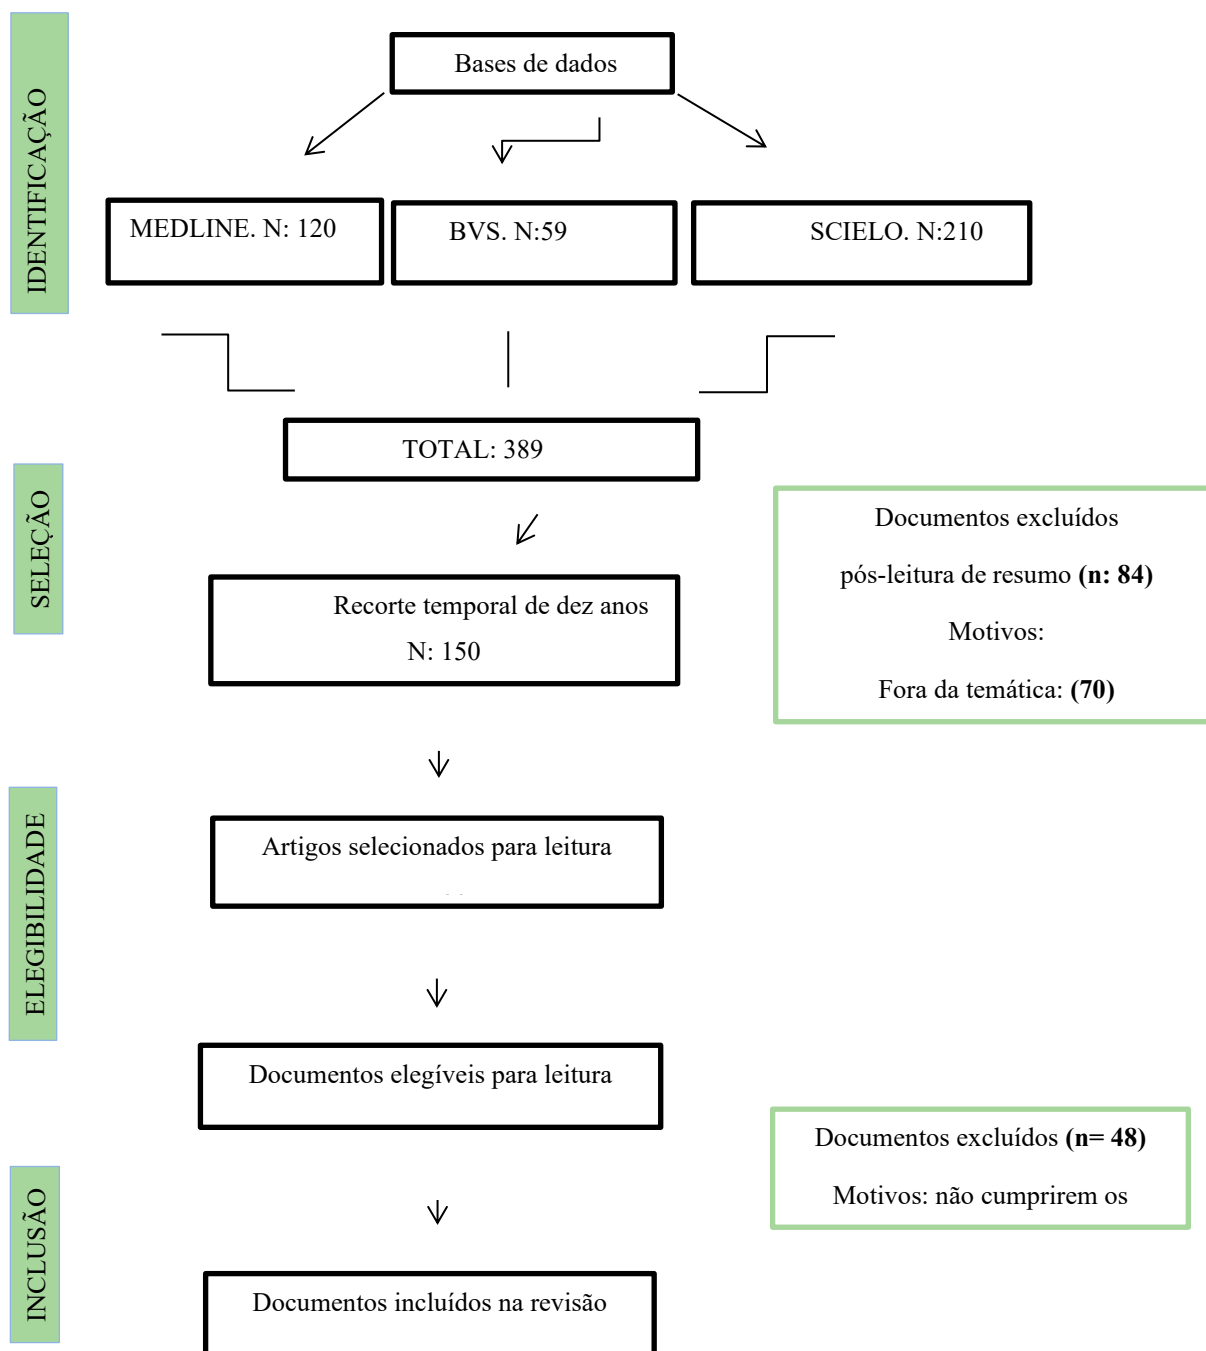 IDENTIFICAÇÃO
Bases de dados
MEDLINE. N: 120
BVS. N:59
SCIELO. N:210
TOTAL: 389
SELEÇÃO
Recorte temporal de dez anos
N: 150
Documentos excluídos
pós-leitura de resumo (n: 84)
Motivos:
Fora da temática: (70)
ELEGIBILIDADE
Artigos selecionados para leitura
Documentos elegíveis para leitura
Documentos excluídos (n= 48)
Motivos: não cumprirem os
INCLUSÃO
Documentos incluídos na revisão